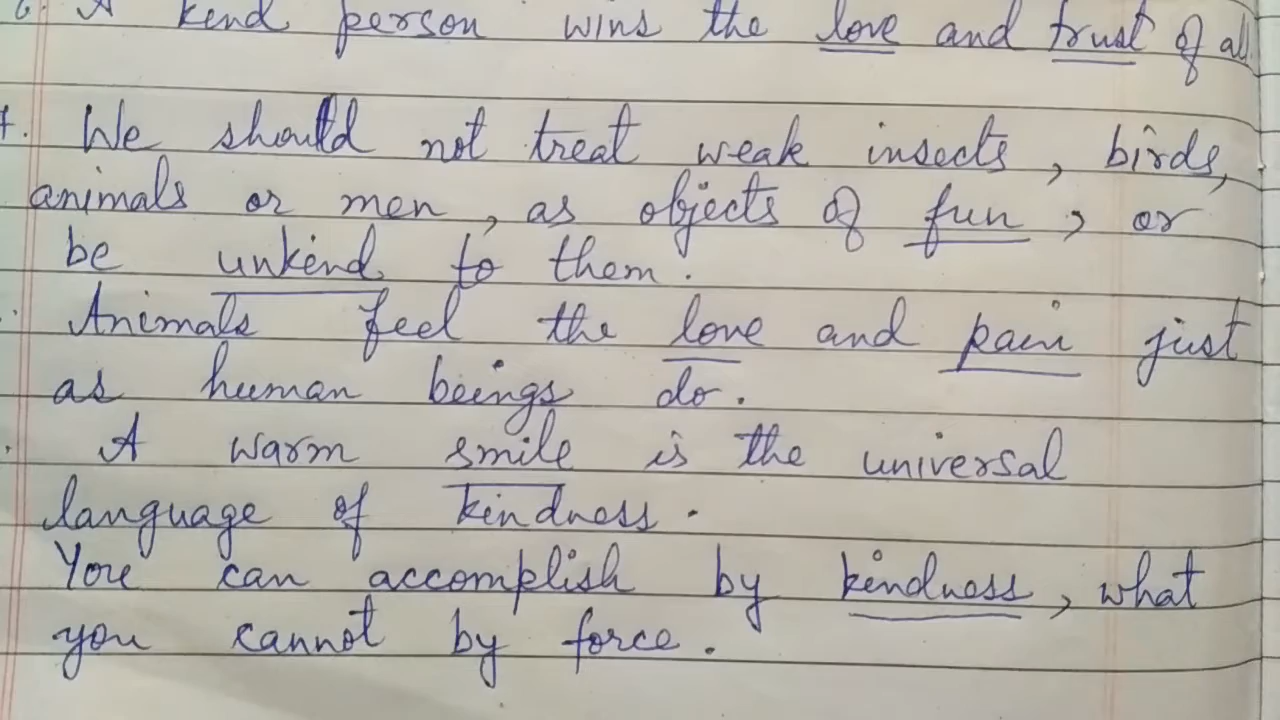 6. A kind person wins the love and trust of all
7. We should not treat weak insects, birds,
animals or men, as objects of fun, or
be unkind to them.
Animals feel the love and pain just
as human beings do.
A warm smile is the universal
language of kindness.
You can accomplish by kindness, what
you cannot by force.